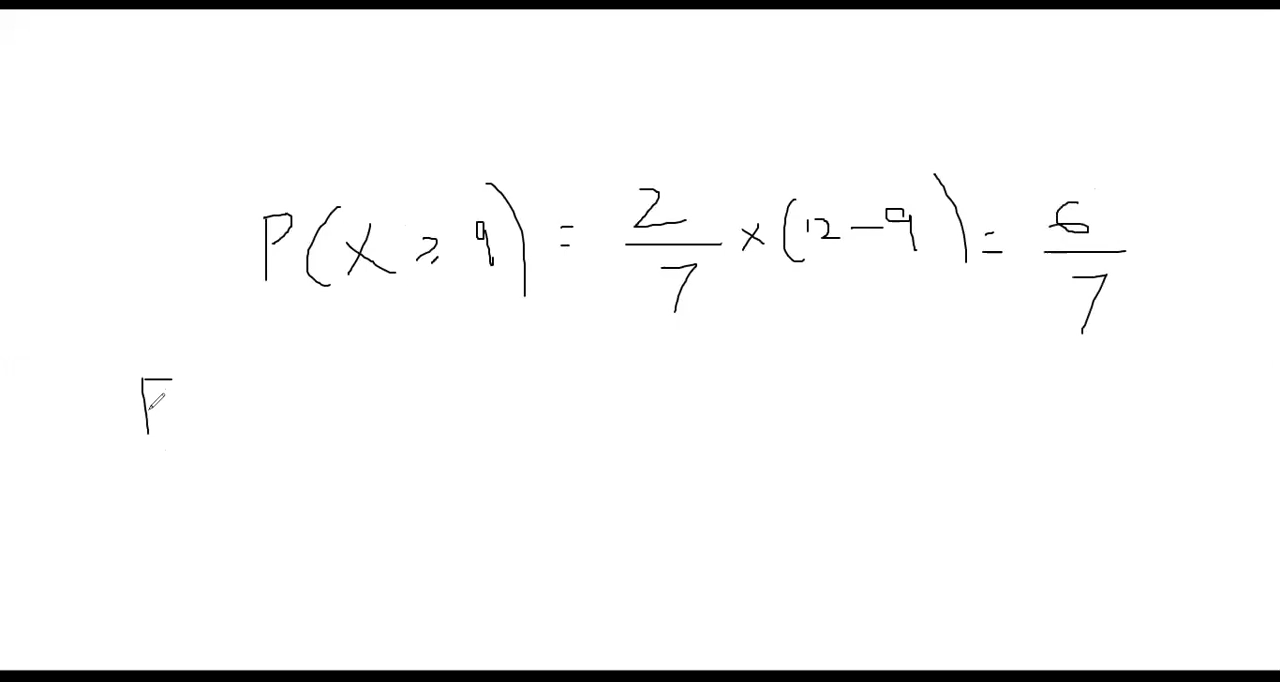 P(X ≥ 9) = 2/7 × (12 − 9) = 6/7